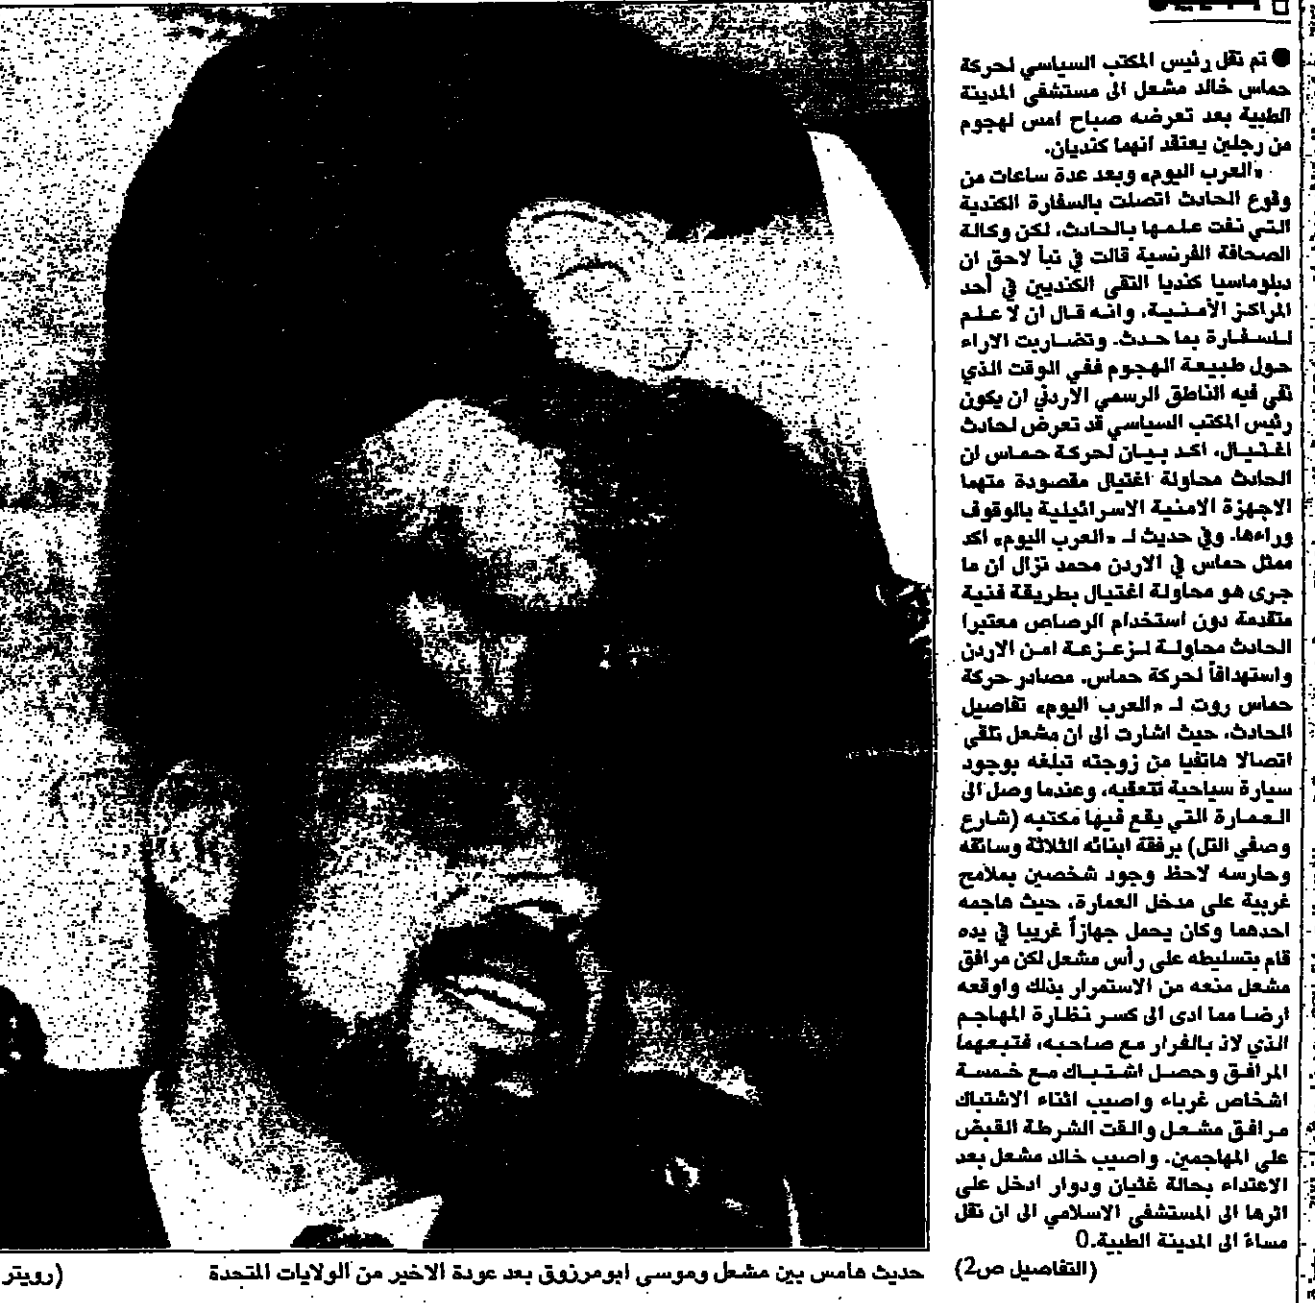 ● تم نقل رئيس المكتب السياسي لحركة
حماس خالد مشعل الى مستشفى المدينة
الطبية بعد تعرضه صباح امس لهجوم
من رجلين يعتقد انهما كنديان.
«العرب اليوم» وبعد عدة ساعات من
وقوع الحادث اتصلت بالسفارة الكندية
التي نفت علمها بالحادث، لكن وكالة
الصحافة الفرنسية قالت في نبأ لاحق ان
دبلوماسيا كنديا التقى الكنديين في أحد
المراكز الأمنية، وانه قال ان لا علم
للسفارة بما حدث. وتضاربت الاراء
حول طبيعة الهجوم ففي الوقت الذي
نفى فيه الناطق الرسمي الاردني ان يكون
رئيس المكتب السياسي قد تعرض لحادث
اغتيال، اكد بيان لحركة حماس ان
الحادث محاولة اغتيال مقصودة متهما
الاجهزة الامنية الاسرائيلية بالوقوف
وراءها. وفي حديث لـ «العرب اليوم» اكد
ممثل حماس في الاردن محمد نزال ان ما
جرى هو محاولة اغتيال بطريقة فنية
متقدمة دون استخدام الرصاص معتبرا
الحادث محاولة لزعزعة امن الاردن
واستهدافاً لحركة حماس. مصادر حركة
حماس روت لـ «العرب اليوم» تفاصيل
الحادث، حيث اشارت الى ان مشعل تلقى
اتصالا هاتفيا من زوجته تبلغه بوجود
سيارة سياحية تتعقبه، وعندما وصل الى
العمارة التي يقع فيها مكتبه (شارع
وصفي التل) برفقة ابنائه الثلاثة وسائقه
وحارسه لاحظ وجود شخصين بملامح
غربية على مدخل العمارة، حيث هاجمه
احدهما وكان يحمل جهازاً غريبا في يده
قام بتسليطه على رأس مشعل لكن مرافق
مشعل منعه من الاستمرار بذلك واوقعه
ارضا مما ادى الى كسر نظارة المهاجم
الذي لاذ بالفرار مع صاحبه، فتبعهما
المرافق وحصل اشتباك مع خمسة
اشخاص غرباء واصيب اثناء الاشتباك
مرافق مشعل والقت الشرطة القبض
على المهاجمين. واصيب خالد مشعل بعد
الاعتداء بحالة غثيان ودوار ادخل على
اثرها الى المستشفى الاسلامي الى ان نقل
مساءً الى المدينة الطبية.0
(التفاصيل ص2)
حديث هامس بين مشعل وموسى ابومرزوق بعد عودة الاخير من الولايات المتحدة
(رويتر